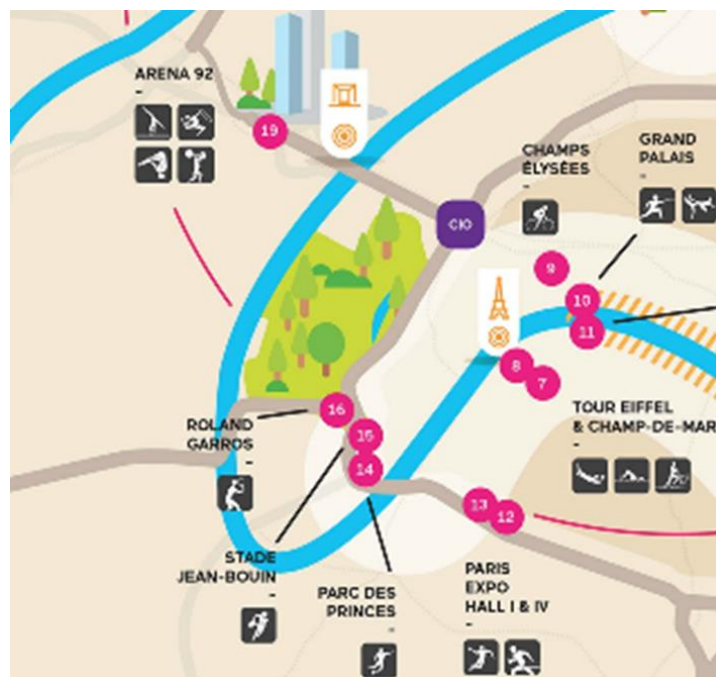 ARENA 92
-
19
CHAMPS
ÉLYSÉES
-
GRAND
PALAIS
-
CIO
9
10
11
8
7
TOUR EIFFEL
& CHAMP-DE-MAR
-
16
ROLAND
GARROS
-
15
14
13
12
STADE
JEAN-BOUIN
-
PARC DES
PRINCES
-
PARIS
EXPO
HALL I & IV
-